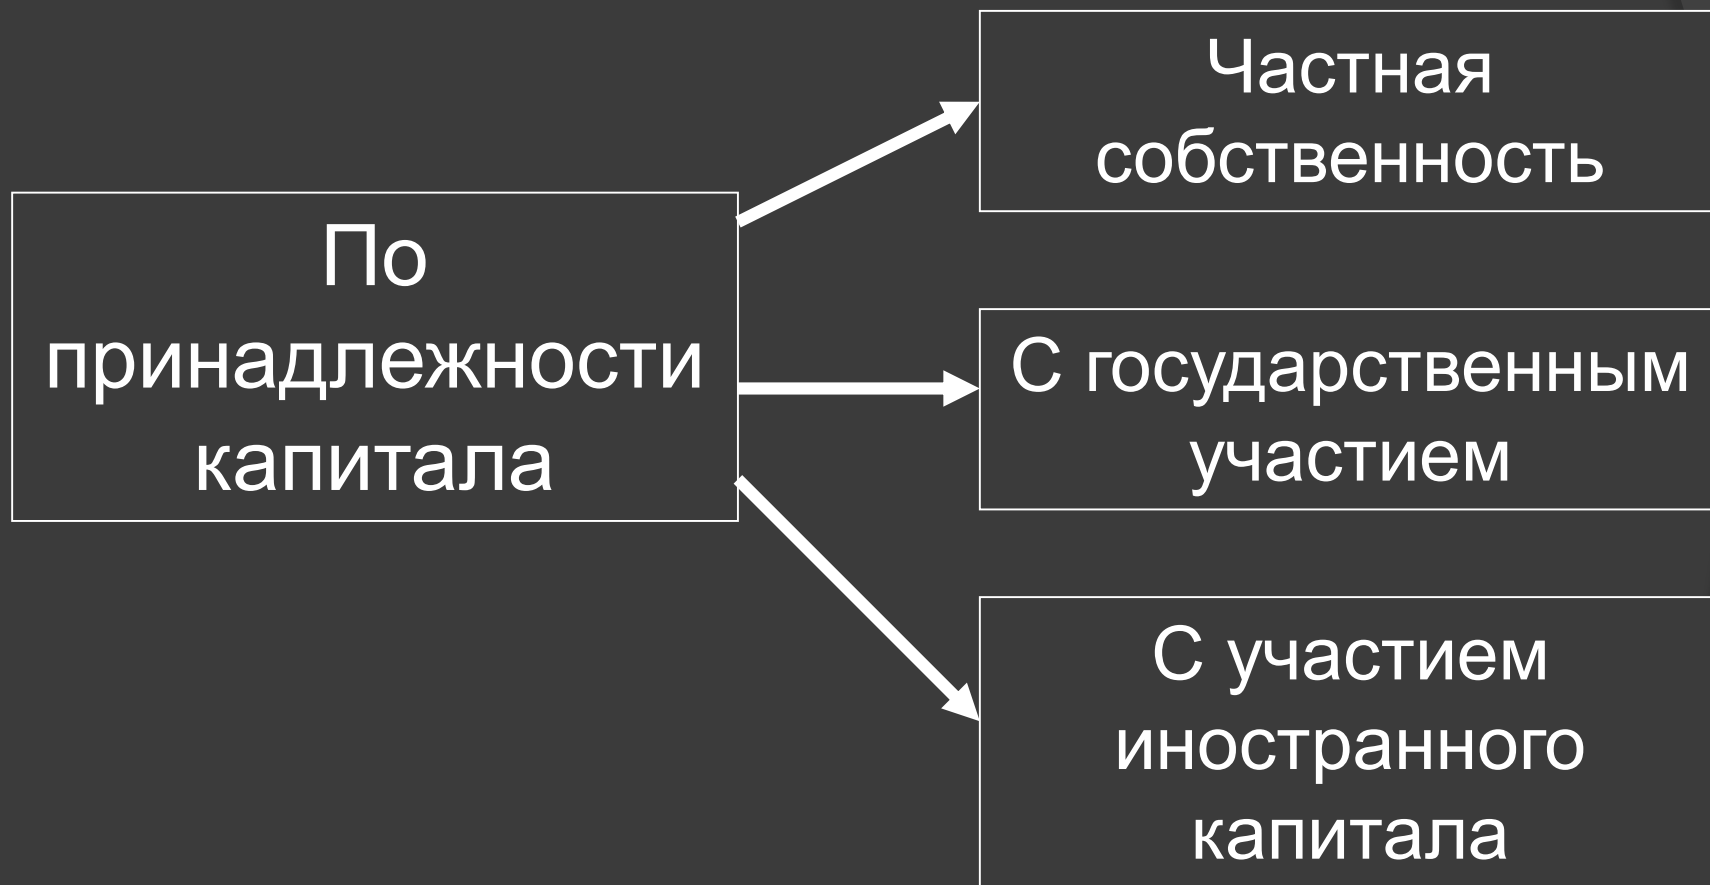 По
принадлежности
капитала
Частная
собственность
С государственным
участием
С участием
иностранного
капитала